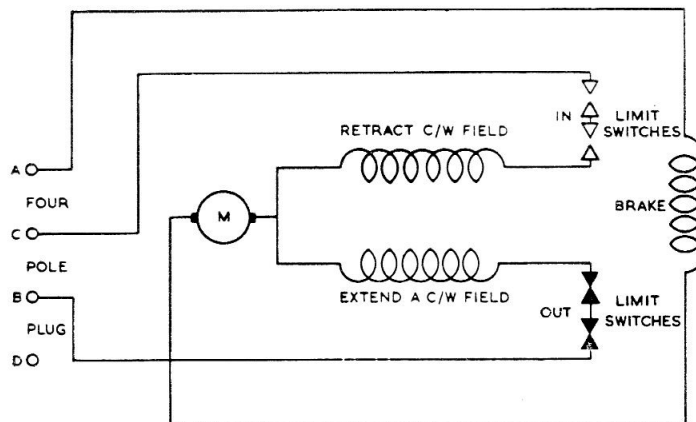 IN
LIMIT
SWITCHES
RETRACT C/W FIELD
A
FOUR
C
M
BRAKE
POLE
B
EXTEND A C/W FIELD
OUT
LIMIT
SWITCHES
PLUG
D